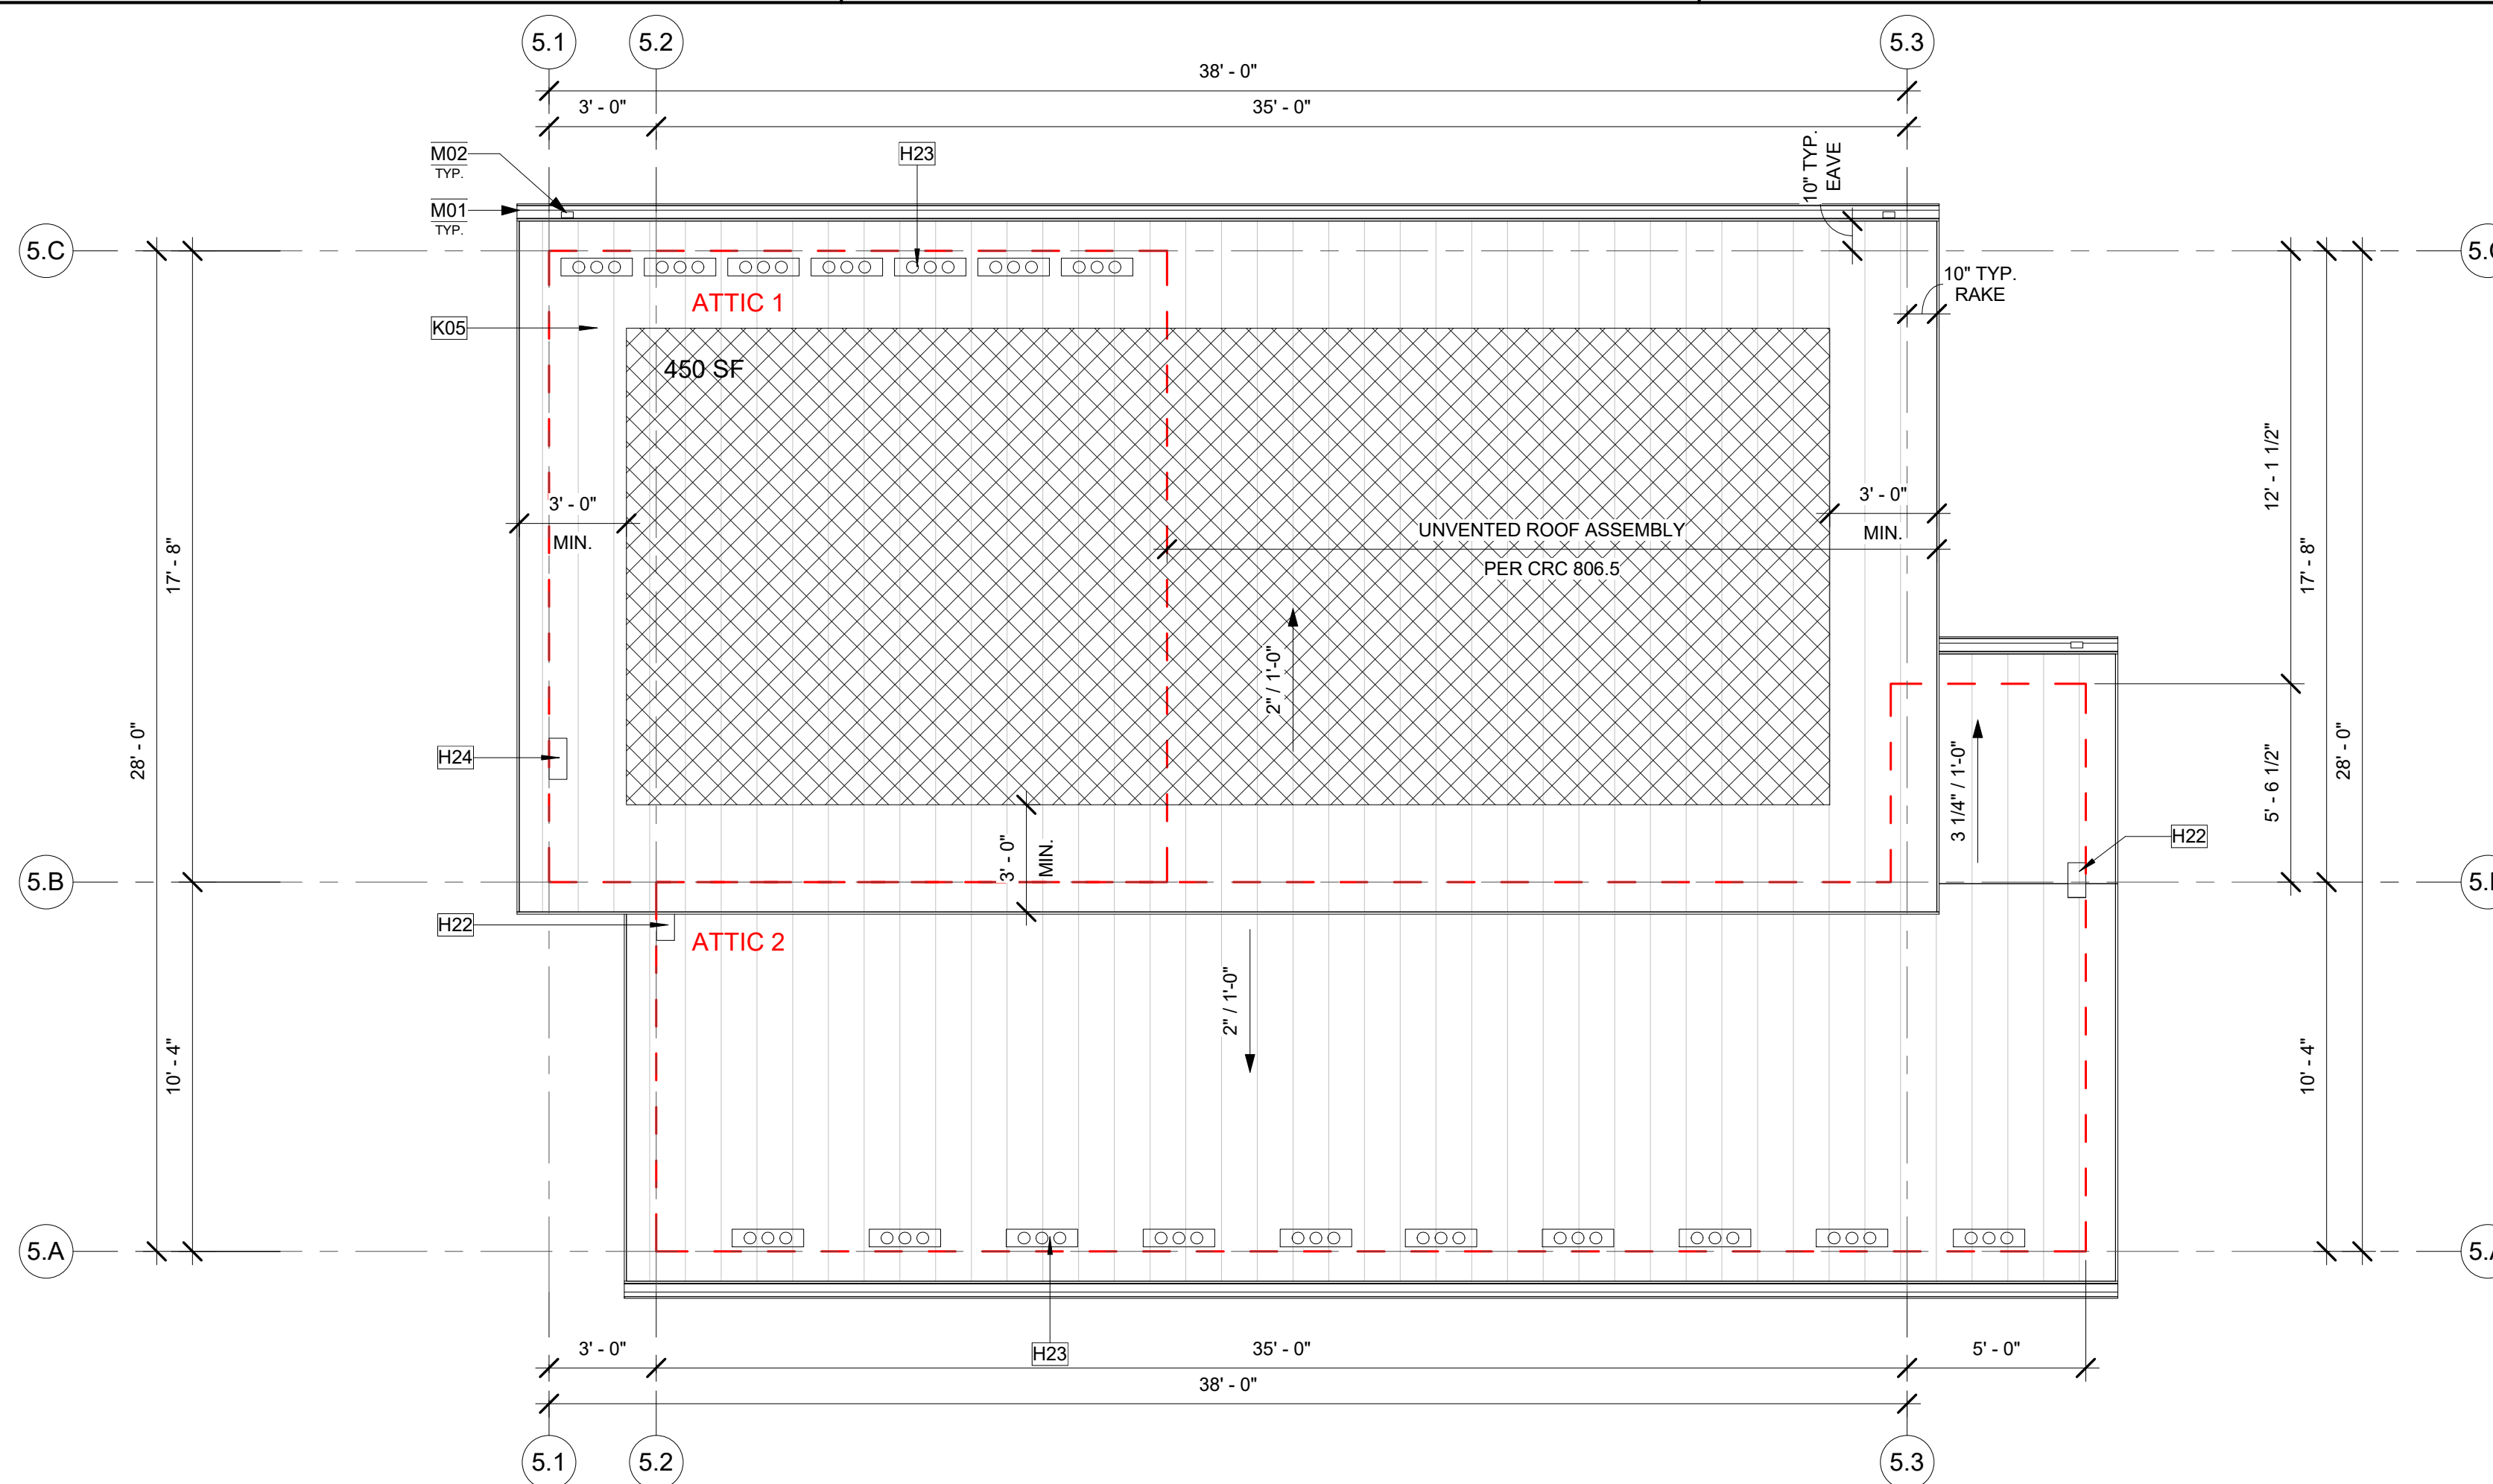 5.1
5.2
5.3
38' - 0"
3' - 0"
35' - 0"
M02
TYP.
H23
10" TYP.
EAVE
M01
TYP.
5.C
10" TYP.
RAKE
ATTIC 1
K05
450 SF
12' - 1 1/2"
3' - 0"
MIN.
3' - 0"
MIN.
UNVENTED ROOF ASSEMBLY
PER CRC 806.5
17' - 8"
17' - 8"
2" / 1'-0"
28' - 0"
H24
3 1/4" / 1'-0"
5' - 6 1/2"
28' - 0"
H22
3' - 0"
MIN.
5.B
H22
ATTIC 2
2" / 1'-0"
10' - 4"
10' - 4"
5.A
3' - 0"
H23
35' - 0"
5' - 0"
38' - 0"
5.1
5.2
5.3